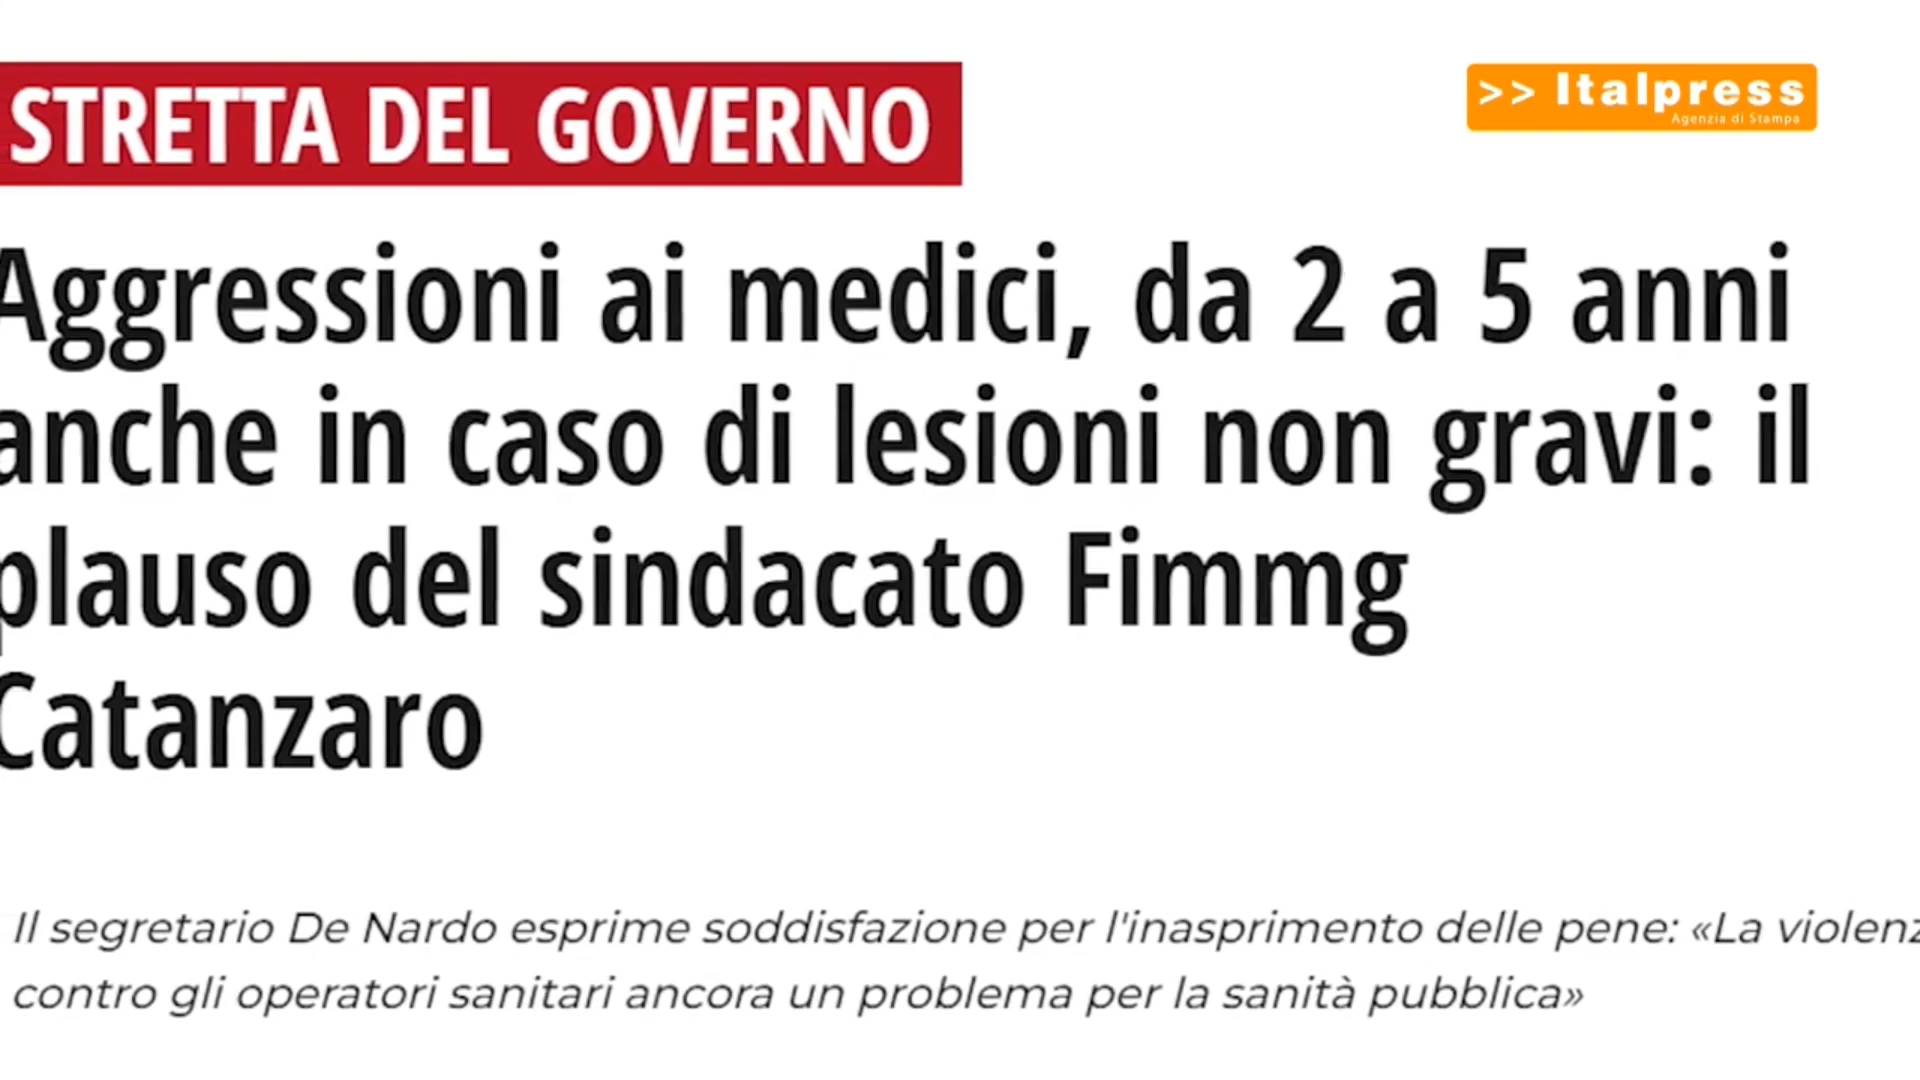 STRETTA DEL GOVERNO
>> Italpress
Agenzia di Stampa
Aggressioni ai medici, da 2 a 5 anni
anche in caso di lesioni non gravi: il
plauso del sindacato Fimmg
Catanzaro
Il segretario De Nardo esprime soddisfazione per l'inasprimento delle pene: «La violenz
contro gli operatori sanitari ancora un problema per la sanità pubblica»